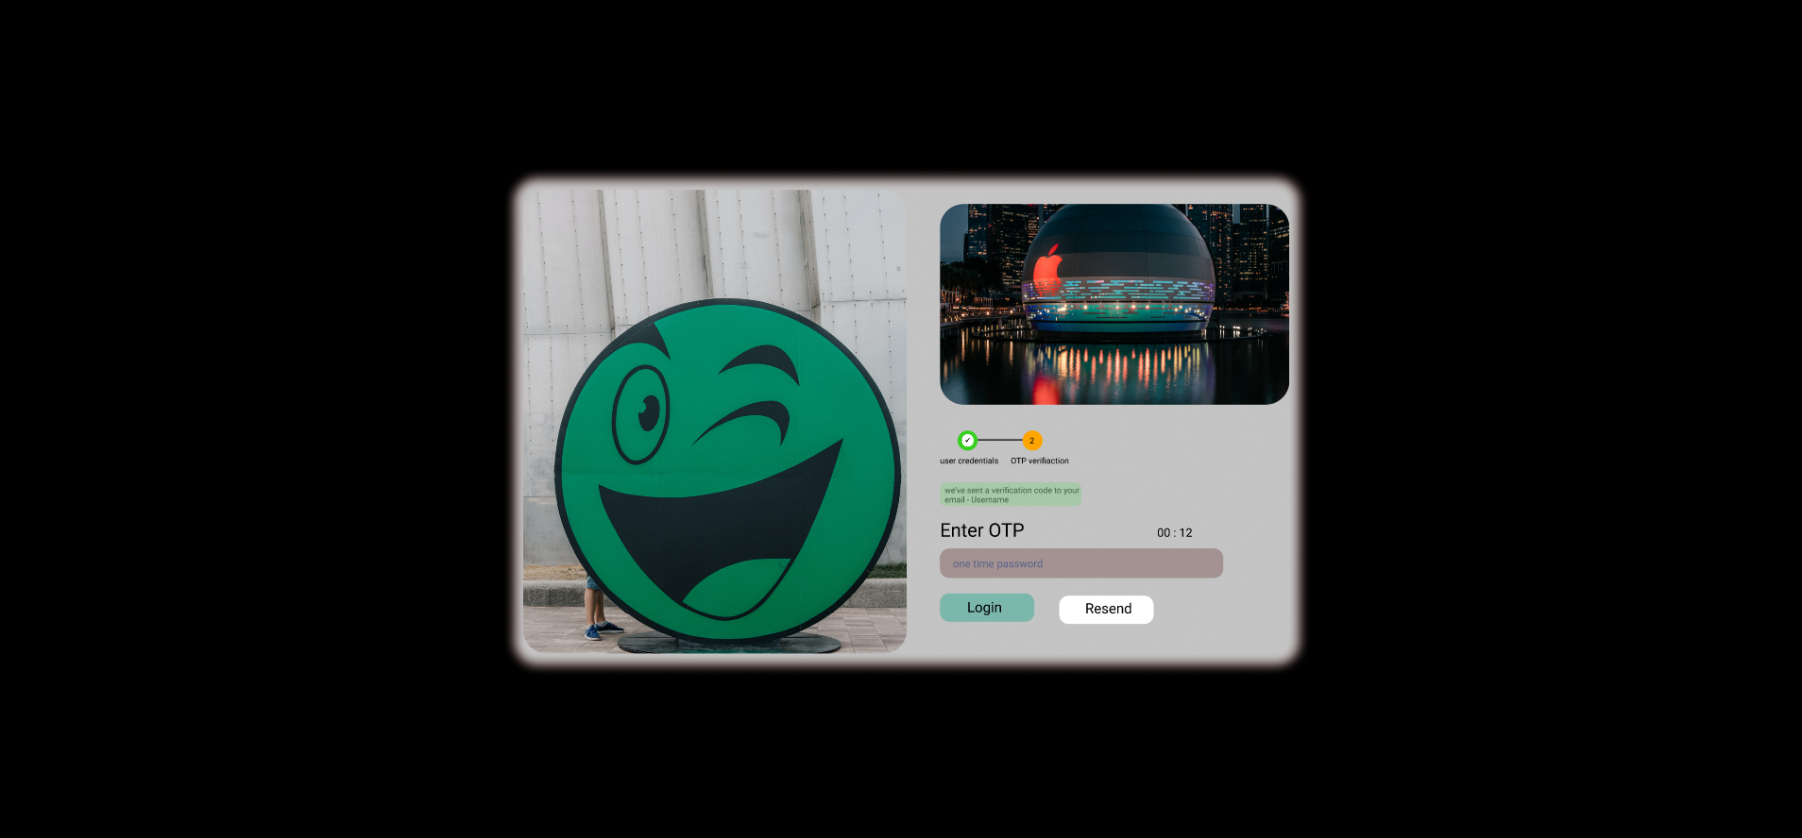 ✓
2
user credentials
OTP verifiaction
we've sent a verification code to your
email - Username
Enter OTP
00 : 12
one time password
Login
Resend